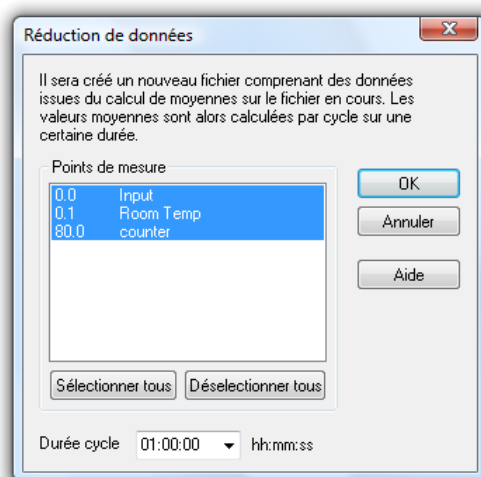 Réduction de données
Il sera créé un nouveau fichier comprenant des données
issues du calcul de moyennes sur le fichier en cours. Les
valeurs moyennes sont alors calculées par cycle sur une
certaine durée.
Points de mesure
0.0 Input
0.1 Room Temp
80.0 counter
OK
Annuler
Aide
Sélectionner tous Déselectionner tous
Durée cycle 01:00:00 hh:mm:ss